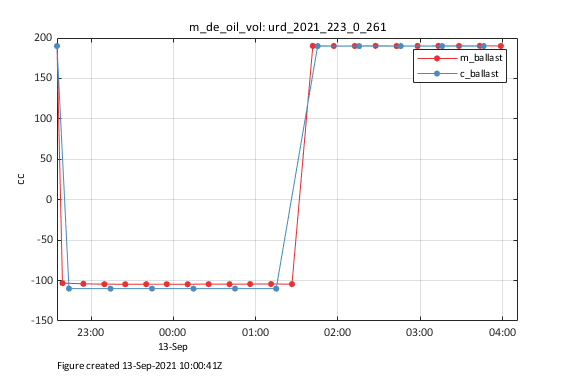 m_de_oil_vol: urd_2021_223_0_261
200
150
100
50
0
-50
-100
-150
cc
m_ballast
c_ballast
23:00 00:00 01:00 02:00 03:00 04:00
13-Sep
Figure created 13-Sep-2021 10:00:41Z